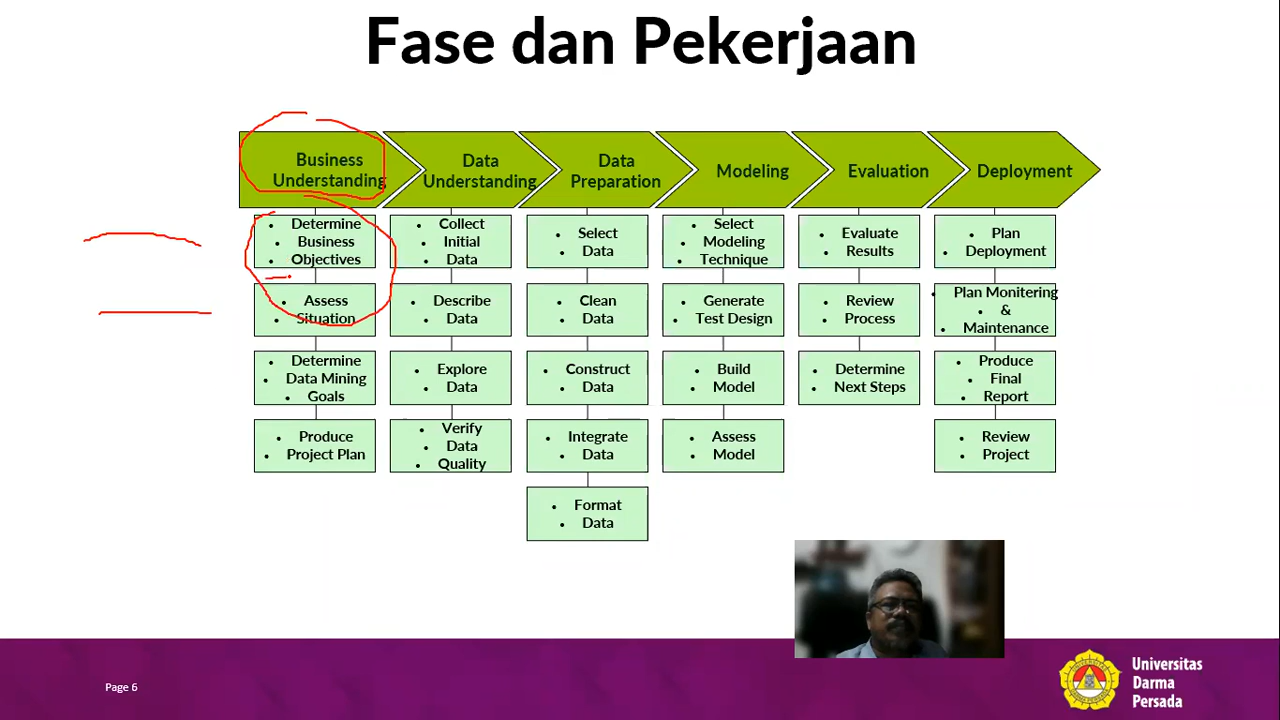 Fase dan Pekerjaan
Business
Understanding
Data
Understanding
Data
Preparation
Modeling
Evaluation
Deployment
• Determine
• Business
• Objectives
• Assess
• Situation
• Determine
• Data Mining
• Goals
• Produce
• Project Plan
• Collect
• Initial
• Data
• Describe
• Data
• Explore
• Data
• Verify
• Data
• Quality
• Select
• Data
• Clean
• Data
• Construct
• Data
• Integrate
• Data
• Format
• Data
• Select
• Modeling
• Technique
• Generate
• Test Design
• Build
• Model
• Assess
• Model
• Evaluate
• Results
• Review
• Process
• Determine
• Next Steps
• Plan
• Deployment
• Plan Monitering
• &
• Maintenance
• Produce
• Final
• Report
• Review
• Project
Page 6
Universitas
Darma
Persada